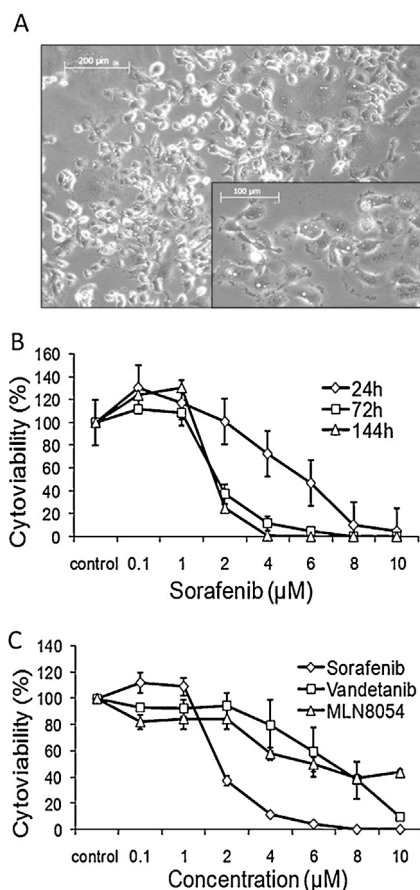 A
200 µm
100 µm
B
160
140
120
100
80
60
40
20
0
Cytoviability (%)
24h
72h
144h
control 0.1 1 2 4 6 8 10
Sorafenib (µM)
C
140
120
100
80
60
40
20
0
Cytoviability (%)
Sorafenib
Vandetanib
MLN8054
control 0.1 1 2 4 6 8 10
Concentration (µM)